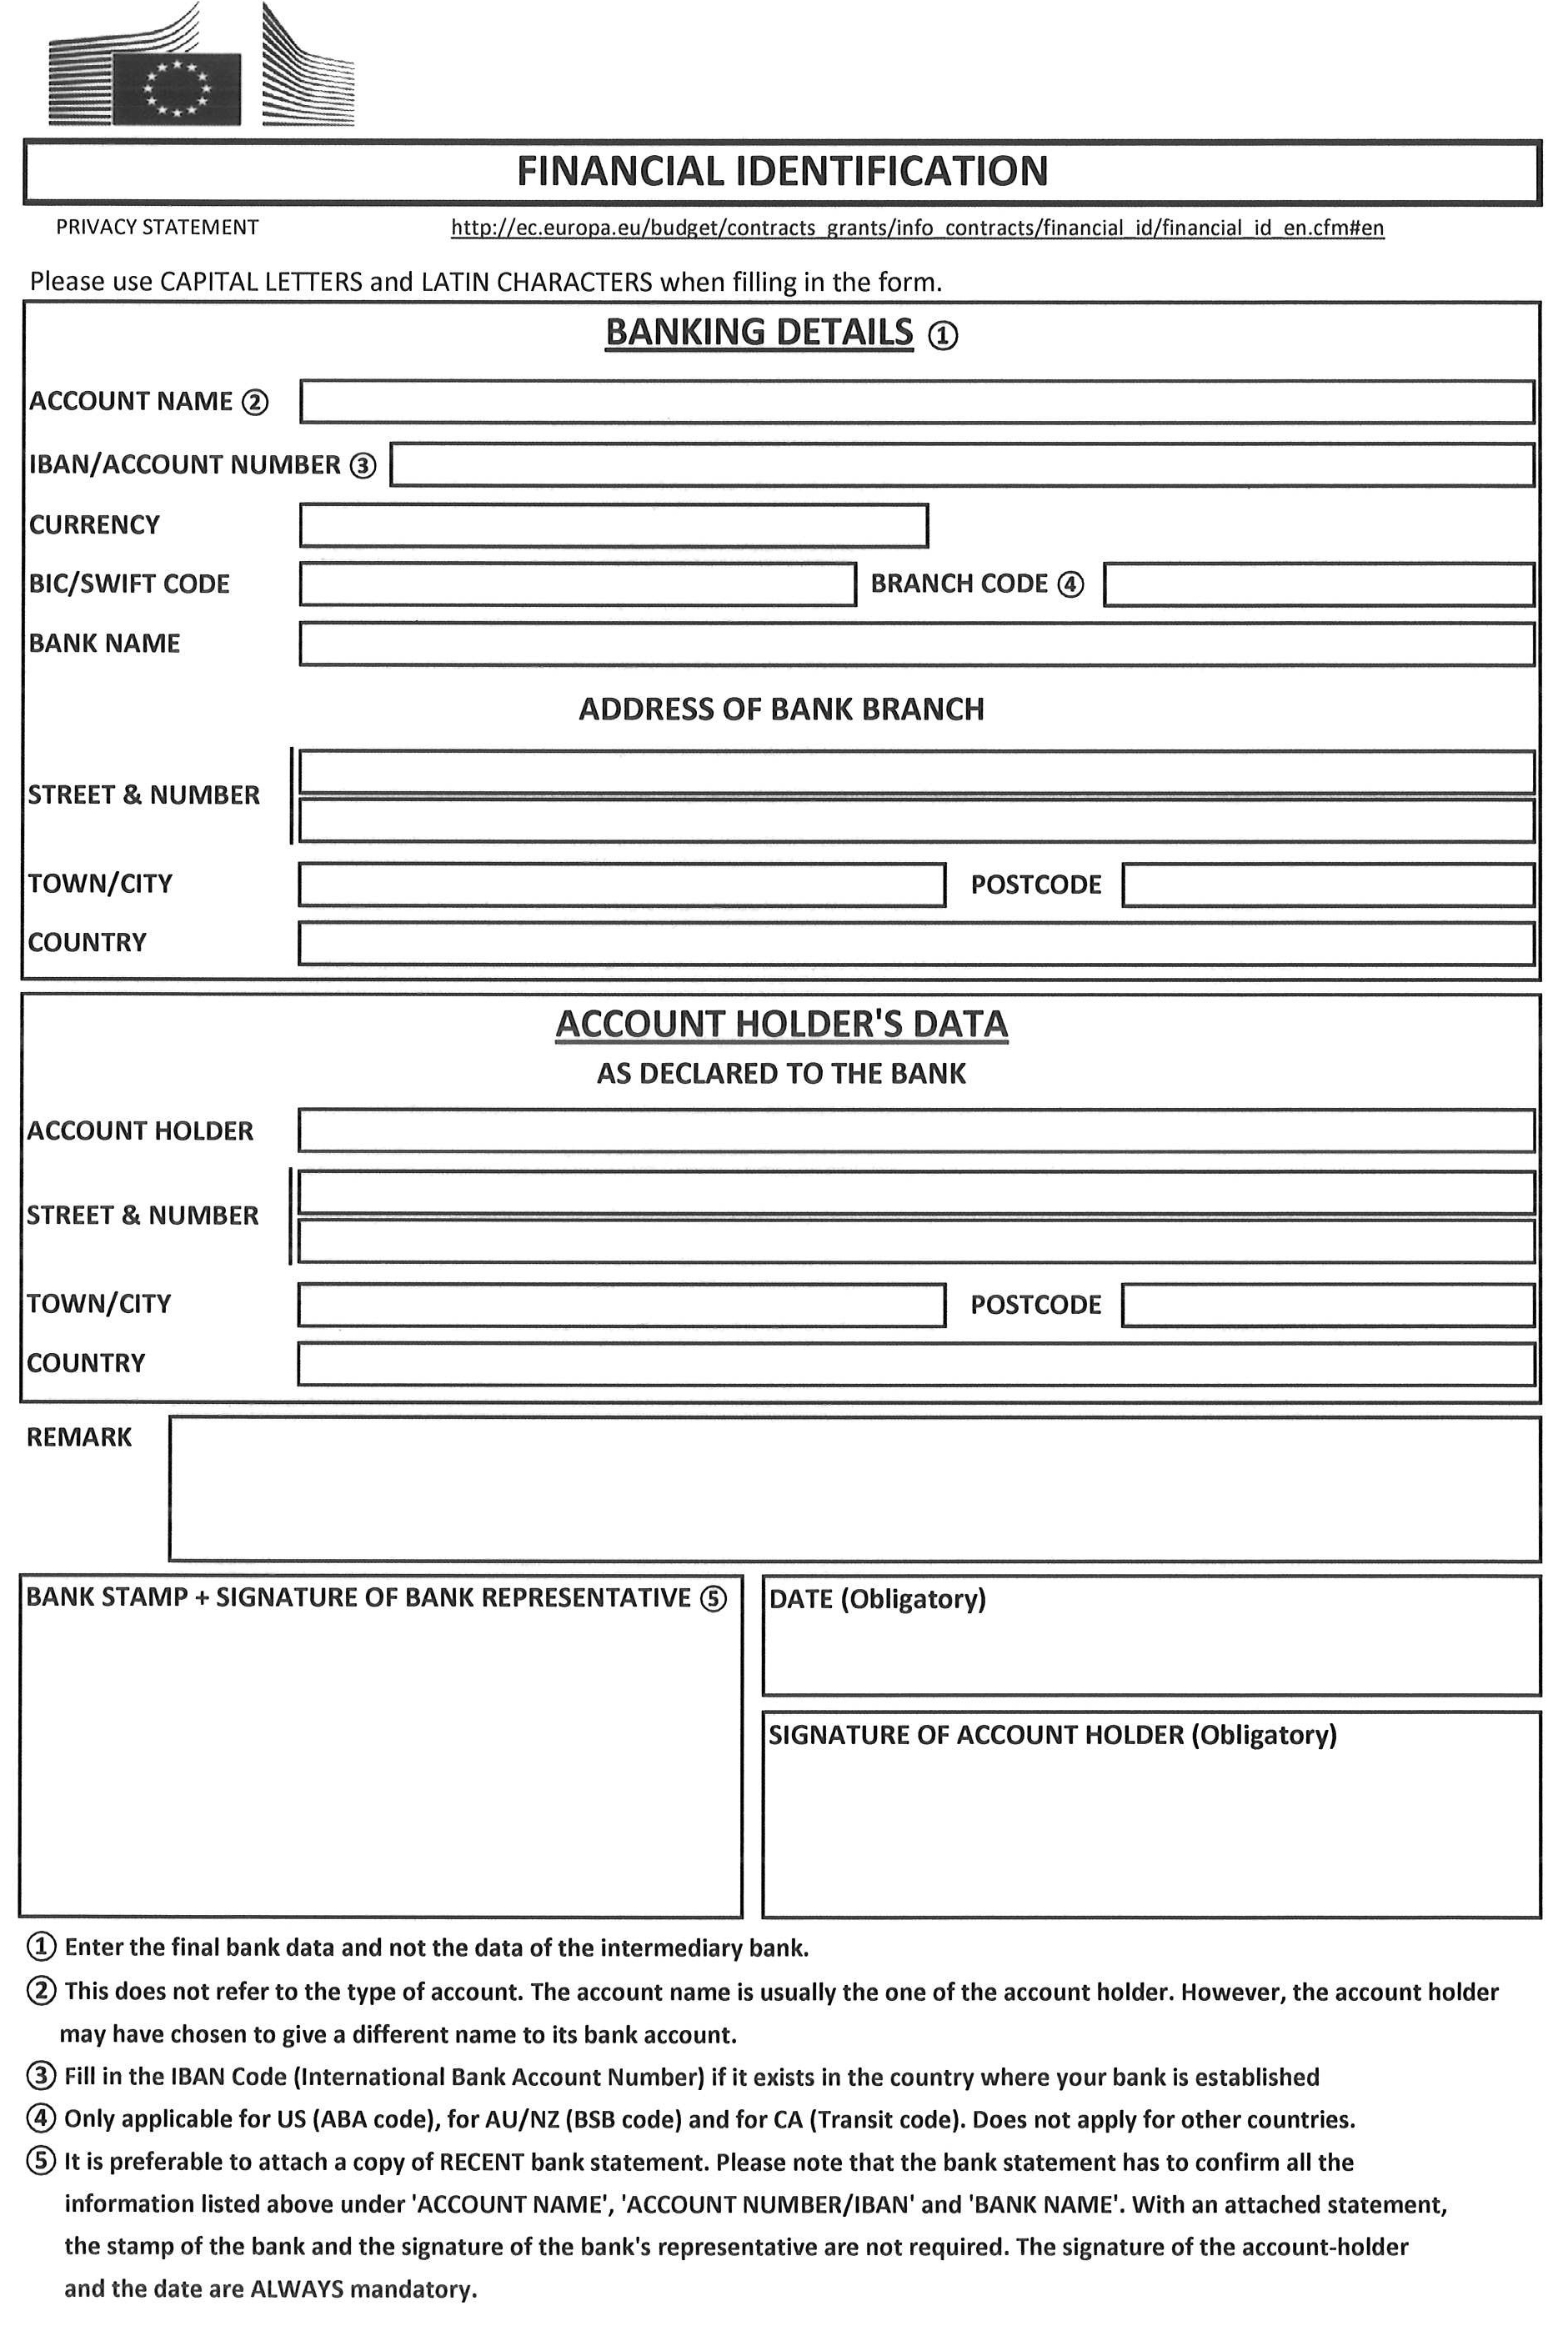 FINANCIAL IDENTIFICATION
PRIVACY STATEMENT http://ec.europa.eu/budget/contracts_grants/info_contracts/financial_id/financial_id_en.cfm#en
Please use CAPITAL LETTERS and LATIN CHARACTERS when filling in the form.
BANKING DETAILS ①
ACCOUNT NAME ②
IBAN/ACCOUNT NUMBER ③
CURRENCY
BIC/SWIFT CODE BRANCH CODE ④
BANK NAME
ADDRESS OF BANK BRANCH
STREET & NUMBER
TOWN/CITY POSTCODE
COUNTRY
ACCOUNT HOLDER'S DATA
AS DECLARED TO THE BANK
ACCOUNT HOLDER
STREET & NUMBER
TOWN/CITY POSTCODE
COUNTRY
REMARK
BANK STAMP + SIGNATURE OF BANK REPRESENTATIVE ⑤
DATE (Obligatory)
SIGNATURE OF ACCOUNT HOLDER (Obligatory)
① Enter the final bank data and not the data of the intermediary bank.
② This does not refer to the type of account. The account name is usually the one of the account holder. However, the account holder
may have chosen to give a different name to its bank account.
③ Fill in the IBAN Code (International Bank Account Number) if it exists in the country where your bank is established
④ Only applicable for US (ABA code), for AU/NZ (BSB code) and for CA (Transit code). Does not apply for other countries.
⑤ It is preferable to attach a copy of RECENT bank statement. Please note that the bank statement has to confirm all the
information listed above under 'ACCOUNT NAME', 'ACCOUNT NUMBER/IBAN' and 'BANK NAME'. With an attached statement,
the stamp of the bank and the signature of the bank's representative are not required. The signature of the account-holder
and the date are ALWAYS mandatory.